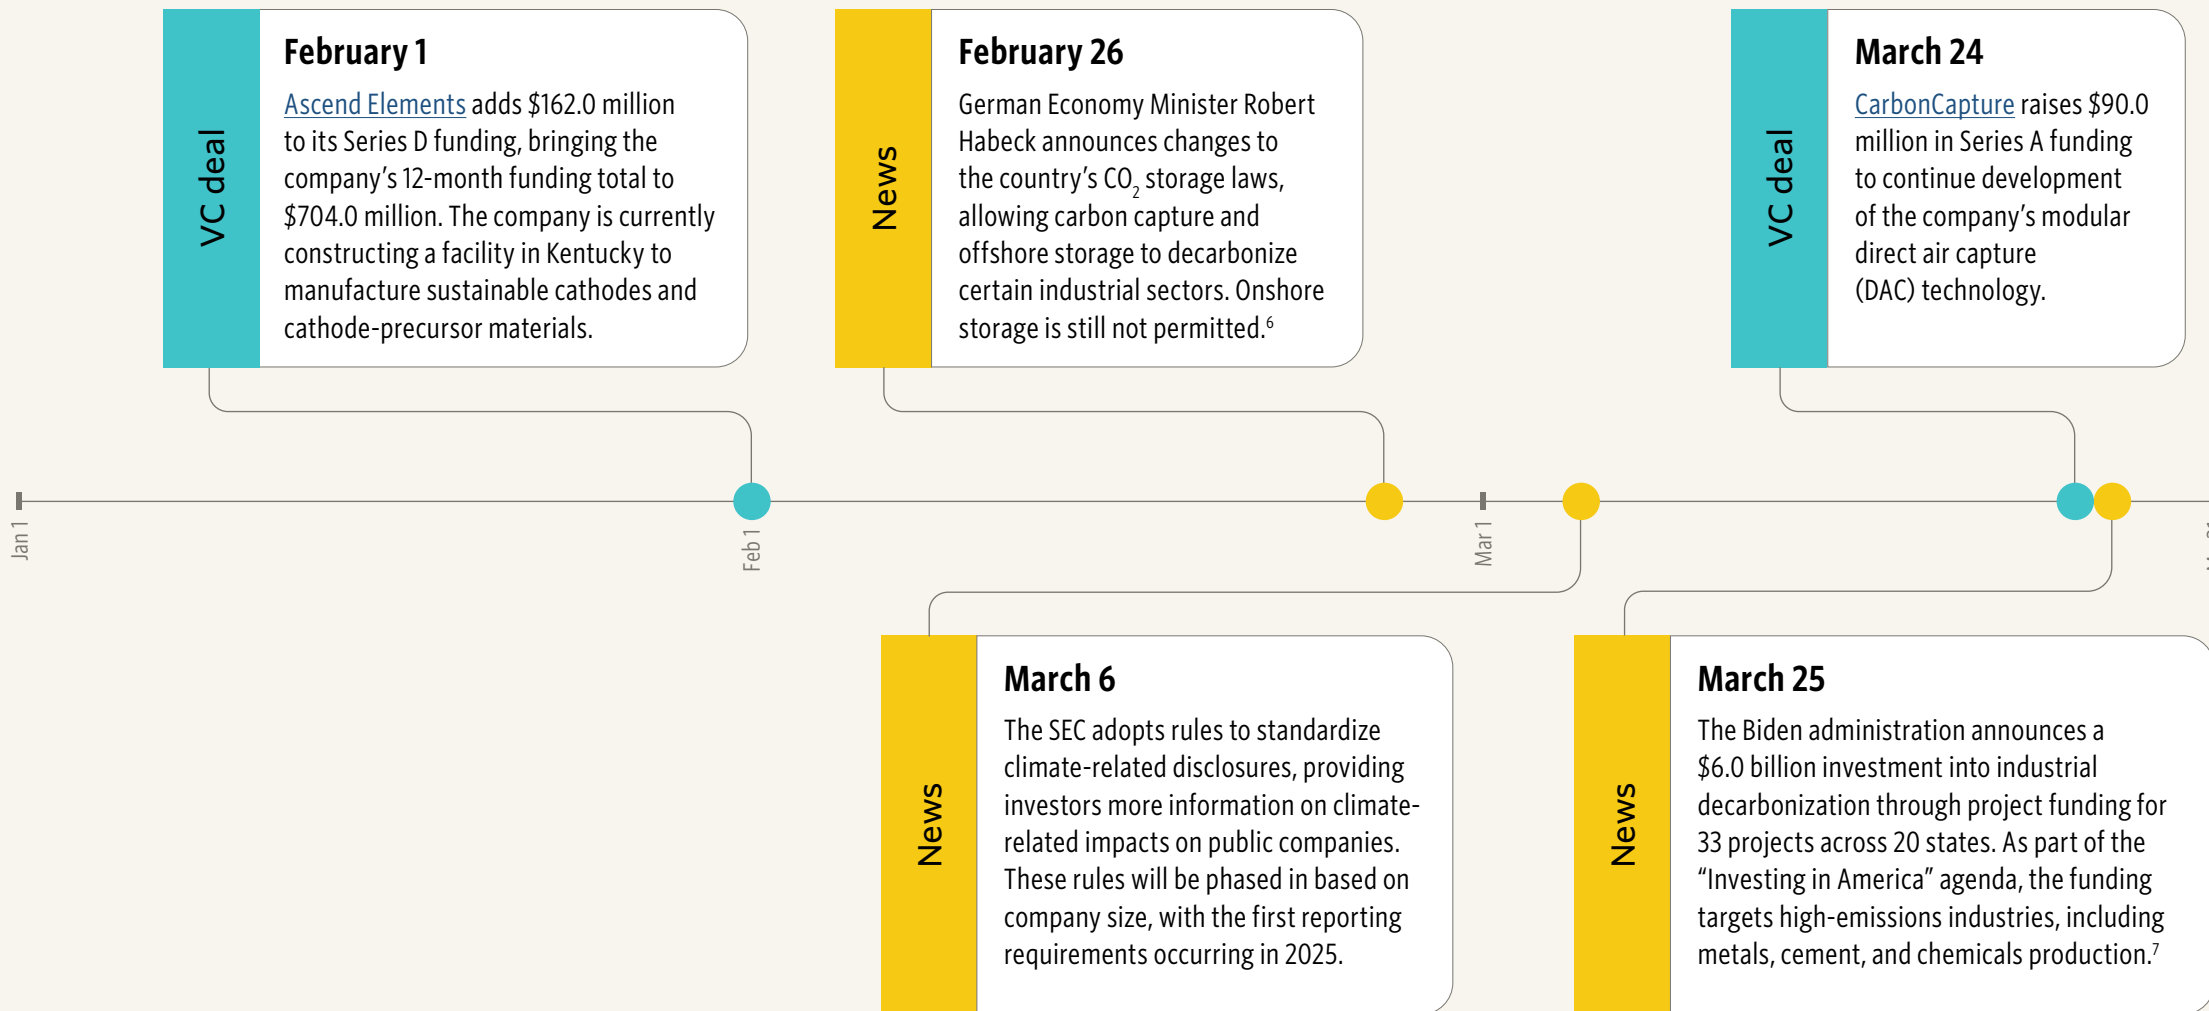 VC deal
February 1
Ascend Elements adds $162.0 million
to its Series D funding, bringing the
company's 12-month funding total to
$704.0 million. The company is currently
constructing a facility in Kentucky to
manufacture sustainable cathodes and
cathode-precursor materials.
News
February 26
German Economy Minister Robert
Habeck announces changes to
the country's CO₂ storage laws,
allowing carbon capture and
offshore storage to decarbonize
certain industrial sectors. Onshore
storage is still not permitted.⁶
VC deal
March 24
CarbonCapture raises $90.0
million in Series A funding
to continue development
of the company's modular
direct air capture
(DAC) technology.
Jan 1
Feb 1
Mar 1
News
March 6
The SEC adopts rules to standardize
climate-related disclosures, providing
investors more information on climate-
related impacts on public companies.
These rules will be phased in based on
company size, with the first reporting
requirements occurring in 2025.
News
March 25
The Biden administration announces a
$6.0 billion investment into industrial
decarbonization through project funding for
33 projects across 20 states. As part of the
“Investing in America” agenda, the funding
targets high-emissions industries, including
metals, cement, and chemicals production.⁷